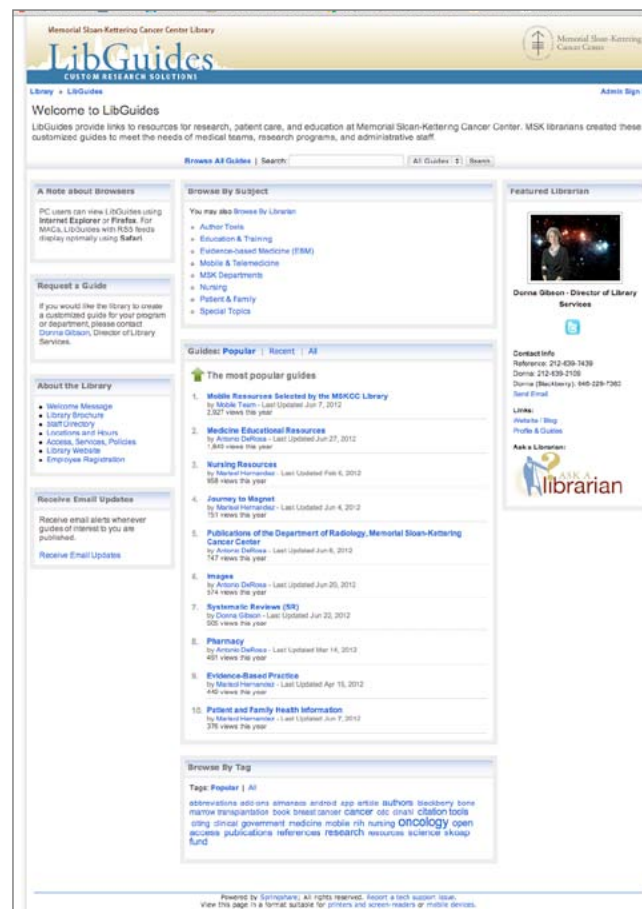 Memorial Sloan-Kettering Cancer Center Library
LibGuides
CUSTOM RESEARCH SOLUTIONS
Memorial Sloan-Kettering
Cancer Center
Library » LibGuides
Admin Sign
Welcome to LibGuides
LibGuides provide links to resources for research, patient care, and education at Memorial Sloan-Kettering Cancer Center. MSK librarians created these
customized guides to meet the needs of medical teams, research programs, and administrative staff.
Browse All Guides | Search: All Guides Search
A Note about Browsers
PC users can view LibGuides using
Internet Explorer or Firefox. For
MACs, LibGuides with RSS feeds
display optimally using Safari.
Request a Guide
If you would like the library to create
a customized guide for your program
or department, please contact
Donna Gibson, Director of Library
Services.
About the Library
Welcome Message
Library Brochure
Staff Directory
Locations and Hours
Access, Services, Policies
Library Website
Employee Registration
Receive Email Updates
Receive email alerts whenever
guides of interest to you are
published.
Receive Email Updates
Browse By Subject
You may also Browse By Librarian
Author Tools
Education & Training
Evidence-based Medicine (EBM)
Mobile & Telemedicine
MSK Departments
Nursing
Patient & Family
Special Topics
Guides: Popular | Recent | All
The most popular guides
1. Mobile Resources Selected by the MSKCC Library
by Mobile Team - Last Updated Jun 7, 2012
2,927 views this year
2. Medicine Educational Resources
by Antonio DeRosa - Last Updated Jun 27, 2012
1,849 views this year
3. Nursing Resources
by Marisol Hernandez - Last Updated Feb 6, 2012
958 views this year
4. Journey to Magnet
by Marisol Hernandez - Last Updated Jun 4, 2012
751 views this year
5. Publications of the Department of Radiology, Memorial Sloan-Kettering
Cancer Center
by Antonio DeRosa - Last Updated Jun 6, 2012
747 views this year
6. Images
by Antonio DeRosa - Last Updated Jun 20, 2012
574 views this year
7. Systematic Reviews (SR)
by Donna Gibson - Last Updated Jun 22, 2012
505 views this year
8. Pharmacy
by Antonio DeRosa - Last Updated Mar 14, 2012
491 views this year
9. Evidence-Based Practice
by Marisol Hernandez - Last Updated Apr 15, 2012
449 views this year
10. Patient and Family Health Information
by Marisol Hernandez - Last Updated Jun 7, 2012
376 views this year
Browse By Tag
Tags: Popular | All
abbreviations add-ons almanacs android app article authors blackberry bone
marrow transplantation book breast cancer cancer cdc cinahl citation tools
citing clinical government medicine mobile nih nursing oncology open
access publications references research resources science skoap
fund
Featured Librarian
Donna Gibson - Director of Library
Services
Contact Info
Reference: 212-639-7439
Donna: 212-639-2109
Donna (Blackberry): 646-229-7360
Send Email
Links:
Website / Blog
Profile & Guides
Ask a Librarian:
ASK A
librarian
Powered by Springshare; All rights reserved. Report a tech support issue.
View this page in a format suitable for printers and screen-readers or mobile devices.